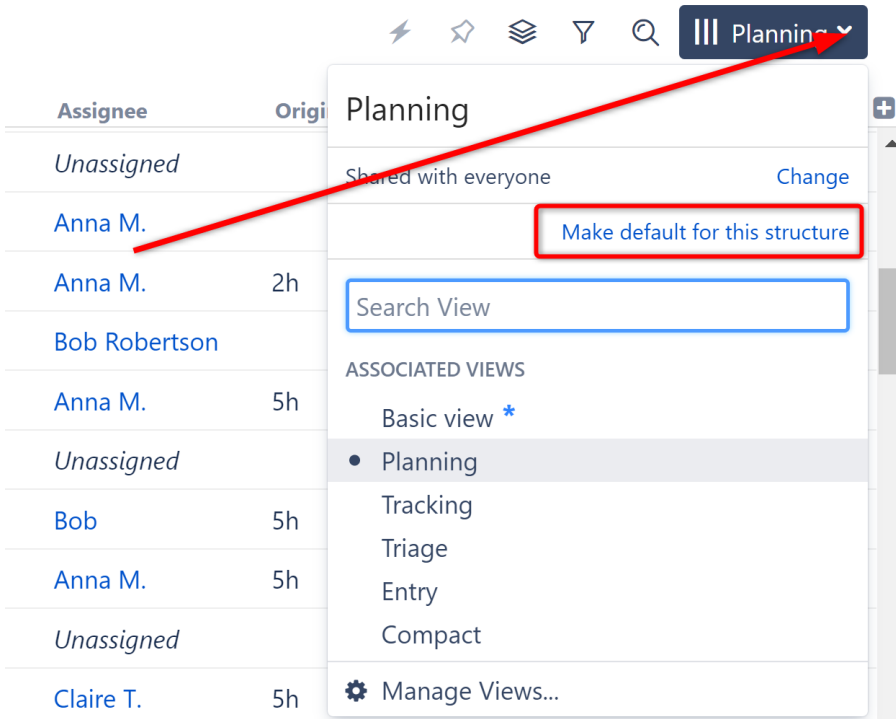 Planning
Assignee
Origi
Planning
Unassigned
Shared with everyone
Change
Anna M.
Make default for this structure
Anna M.
2h
Search View
Bob Robertson
ASSOCIATED VIEWS
Anna M.
5h
Basic view *
Unassigned
Planning
Tracking
Bob
5h
Triage
Anna M.
5h
Entry
Unassigned
Compact
Claire T.
5h
Manage Views...